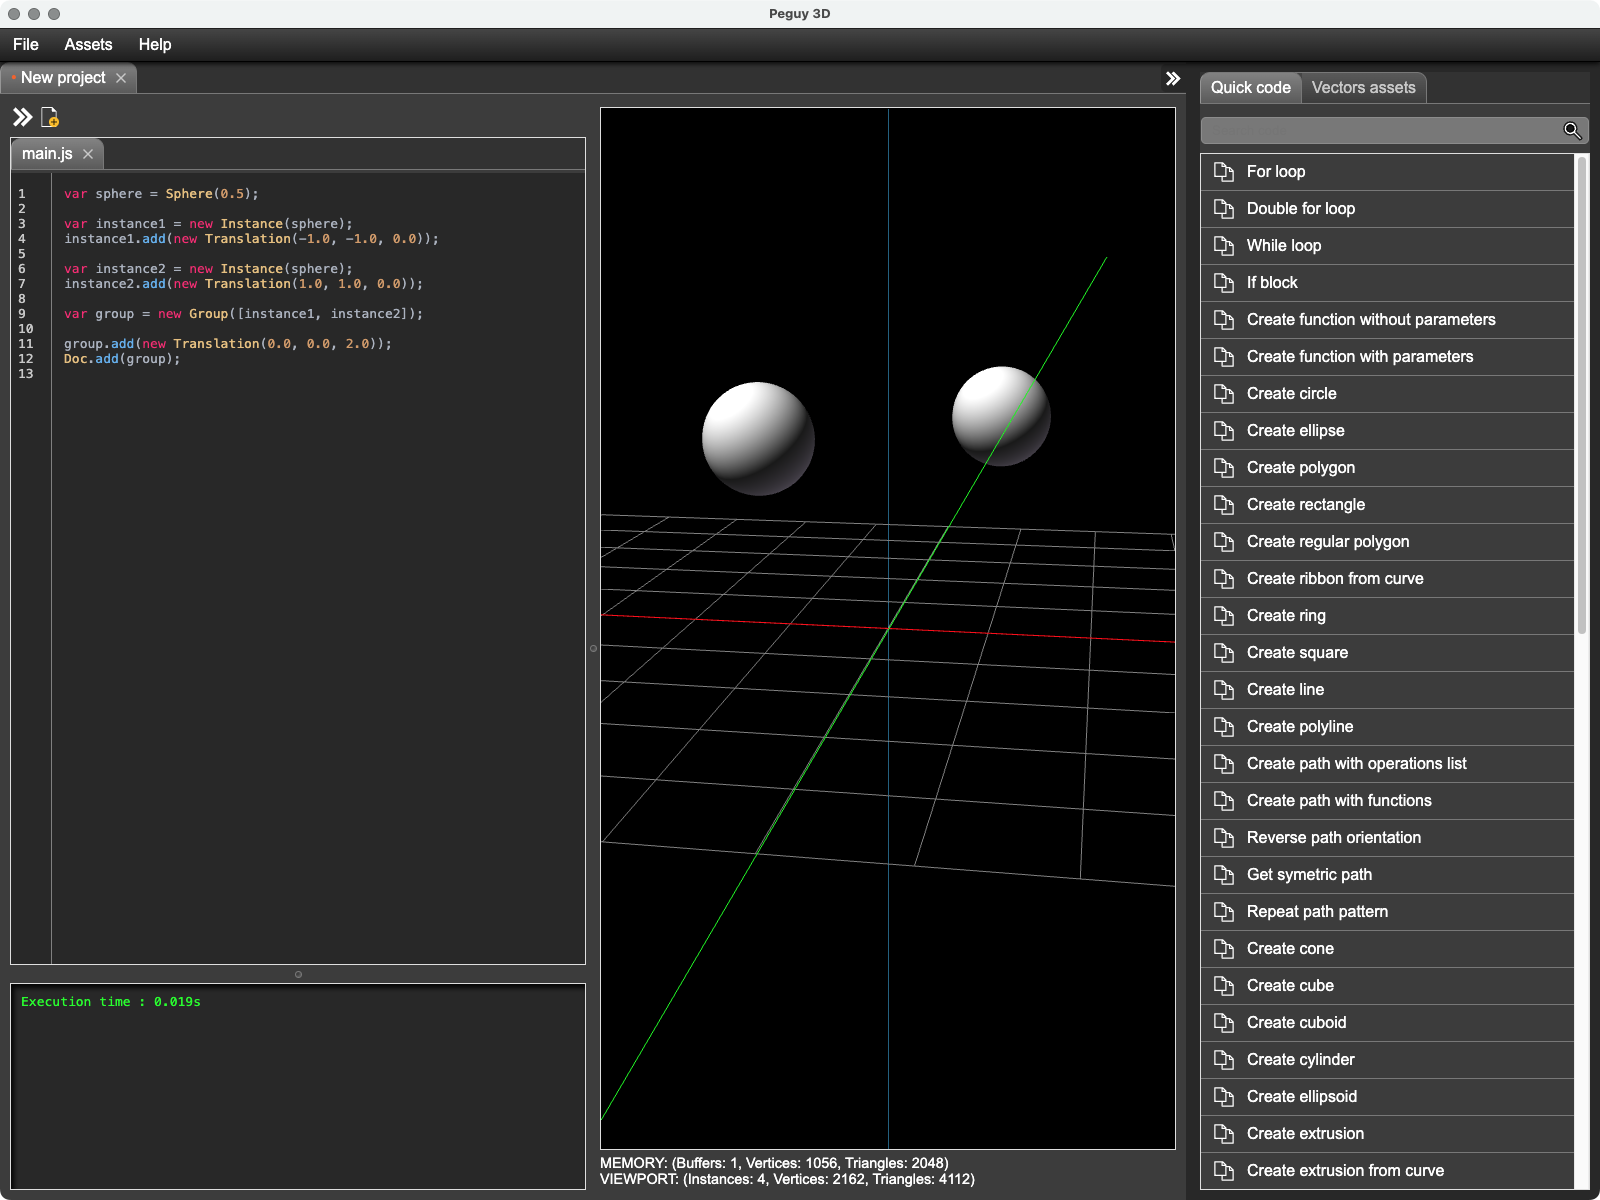 Peguy 3D
File Assets Help
New project
main.js
1 var sphere = Sphere(0.5);
2
3 var instance1 = new Instance(sphere);
4 instance1.add(new Translation(-1.0, -1.0, 0.0));
5
6 var instance2 = new Instance(sphere);
7 instance2.add(new Translation(1.0, 1.0, 0.0));
8
9 var group = new Group([instance1, instance2]);
10
11 group.add(new Translation(0.0, 0.0, 2.0));
12 Doc.add(group);
13
Execution time : 0.019s
MEMORY: (Buffers: 1, Vertices: 1056, Triangles: 2048)
VIEWPORT: (Instances: 4, Vertices: 2162, Triangles: 4112)
Quick code Vectors assets
For loop
Double for loop
While loop
If block
Create function without parameters
Create function with parameters
Create circle
Create ellipse
Create polygon
Create rectangle
Create regular polygon
Create ribbon from curve
Create ring
Create square
Create line
Create polyline
Create path with operations list
Create path with functions
Reverse path orientation
Get symetric path
Repeat path pattern
Create cone
Create cube
Create cuboid
Create cylinder
Create ellipsoid
Create extrusion
Create extrusion from curve